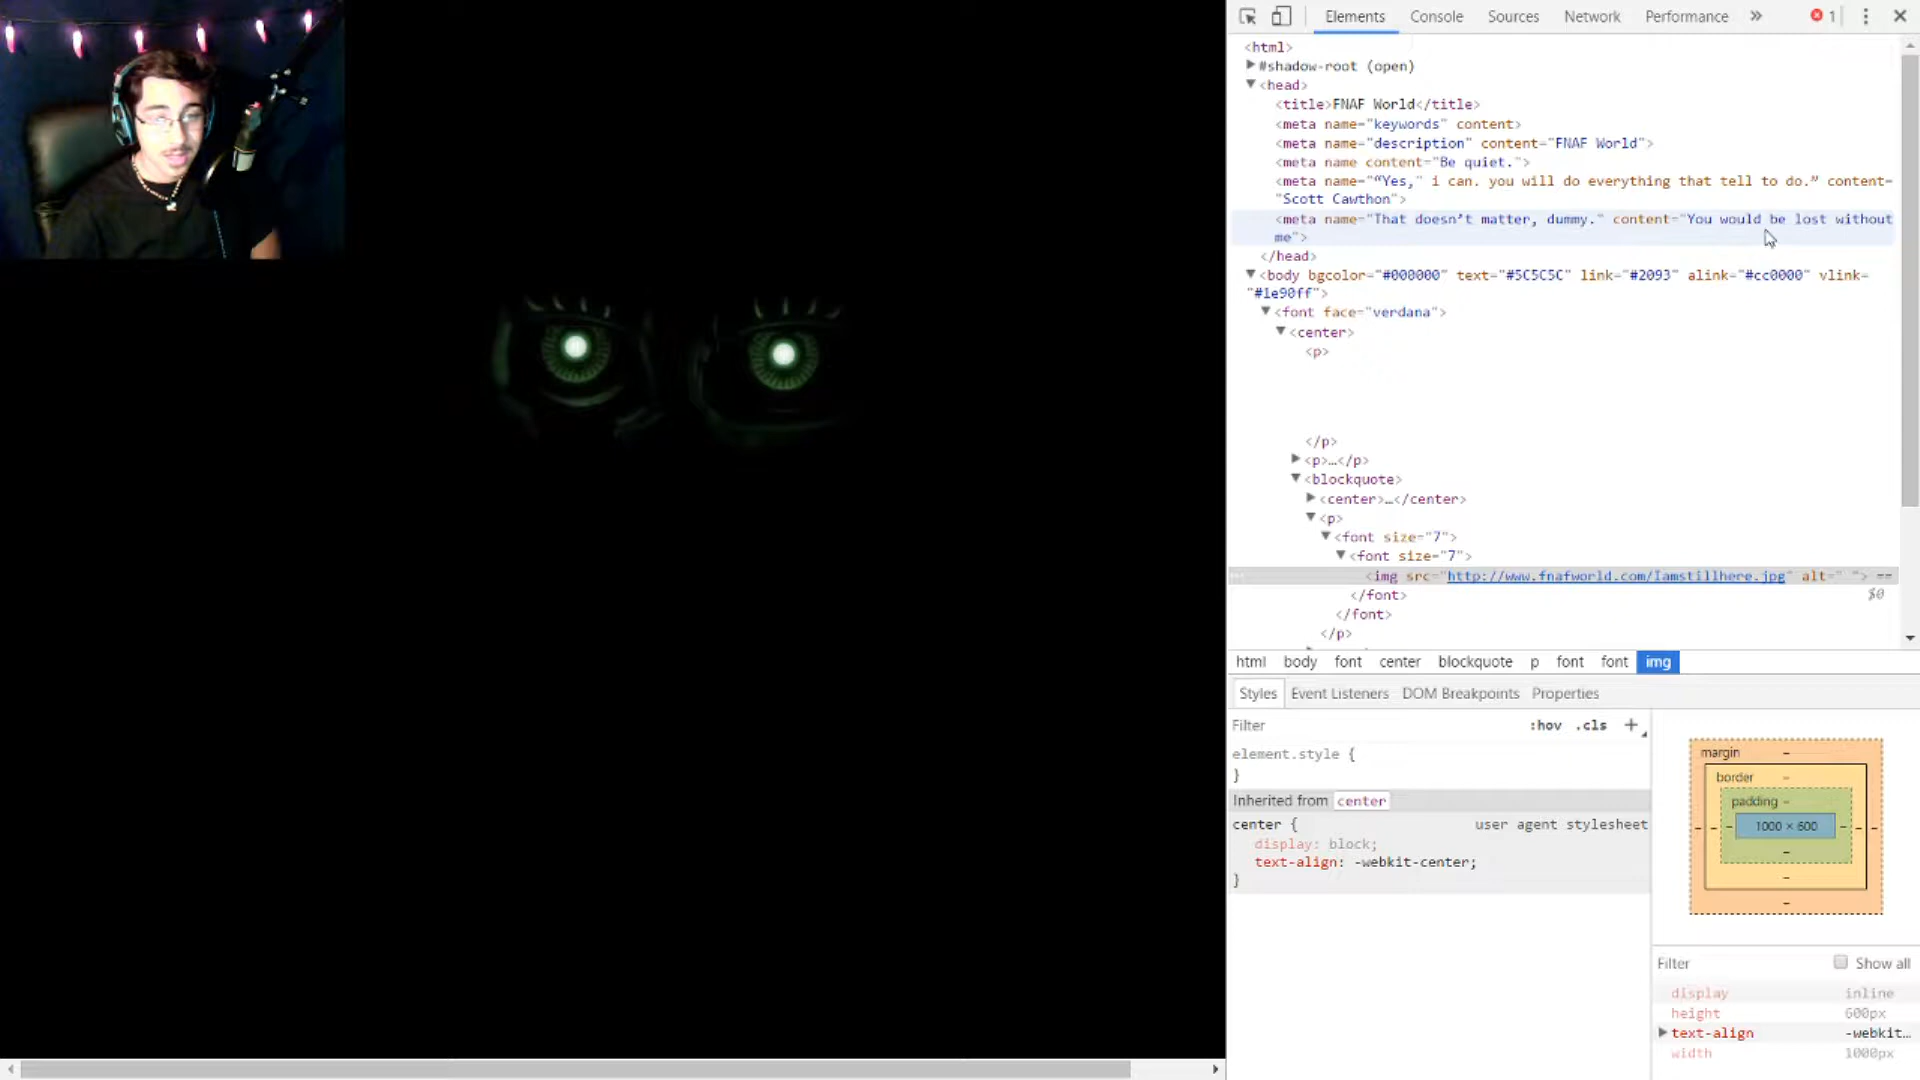 Elements Console Sources Network Performance » 1
<html>
#shadow-root (open)
<head>
<title>FNAF World</title>
<meta name="keywords" content>
<meta name="description" content="FNAF World">
<meta name content="Be quiet.">
<meta name="“Yes," i can. you will do everything that tell to do.” content=
"Scott Cawthon">
<meta name="That doesn’t matter, dummy." content="You would be lost without
me">
</head>
<body bgcolor="#000000" text="#5C5C5C" link="#2093" alink="#cc0000" vlink=
"#1e90ff">
<font face="verdana">
<center>
<p>
</p>
<p>…</p>
<blockquote>
<center>…</center>
<p>
<font size="7">
<font size="7">
<img src="http://www.fnafworld.com/Iamstillhere.jpg" alt=" "> ==
$0
</font>
</font>
</p>
html body font center blockquote p font font img
Styles Event Listeners DOM Breakpoints Properties
Filter :hov .cls +
element.style {
}
Inherited from center
center { user agent stylesheet
display: block;
text-align: -webkit-center;
}
margin –
border –
padding –
– – – 1000 × 600 – – –
–
–
–
Filter Show all
display inline
height 600px
text-align -webkit…
width 1000px